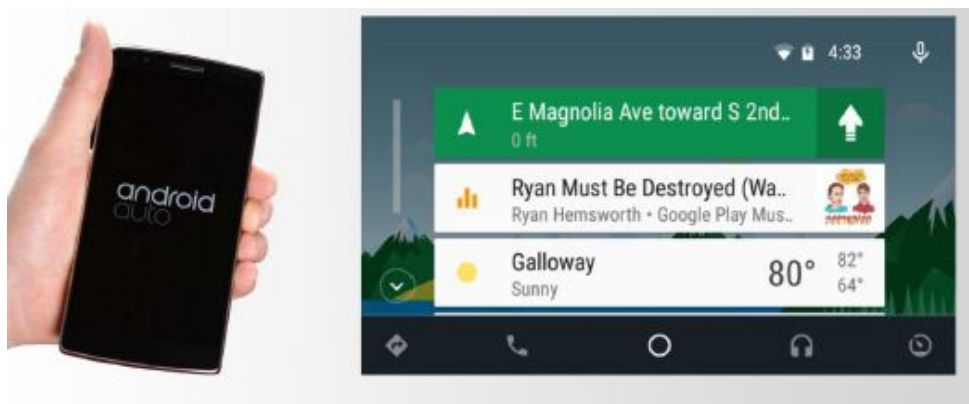 android
auto
4:33
E Magnolia Ave toward S 2nd..
0 ft
Ryan Must Be Destroyed (Wa..
Ryan Hemsworth • Google Play Mus..
Galloway
Sunny
80°
82°
64°